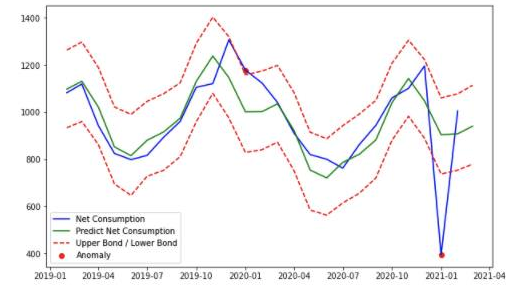 1400
1200
1000
800
600
400
Net Consumption
Predict Net Consumption
Upper Bond / Lower Bond
Anomaly
2019-01 2019-04 2019-07 2019-10 2020-01 2020-04 2020-07 2020-10 2021-01 2021-04